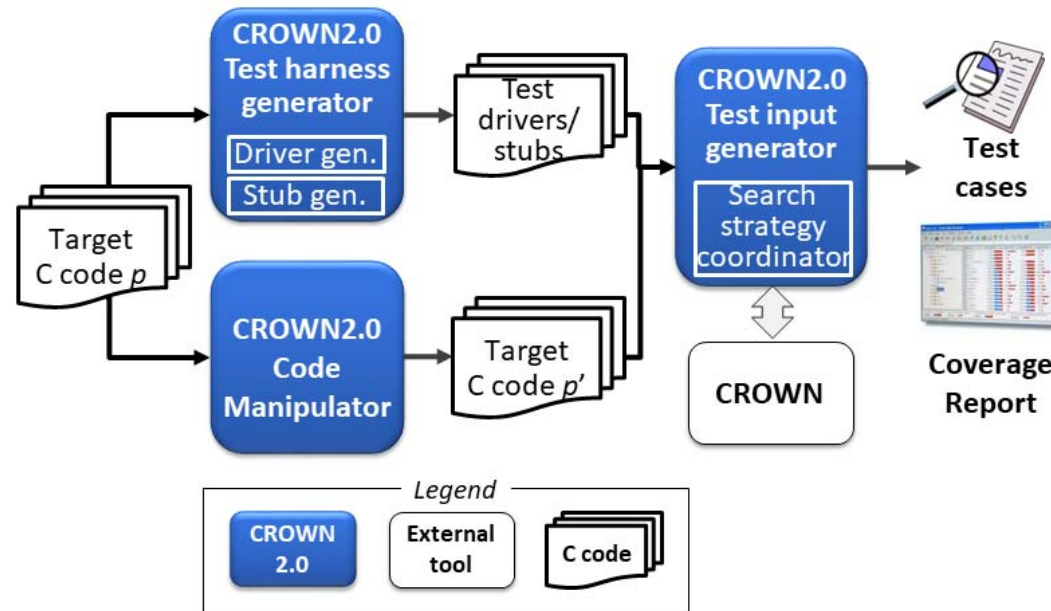 CROWN2.0
Test harness
generator
Driver gen.
Stub gen.
Test
drivers/
stubs
CROWN2.0
Test input
generator
Search
strategy
coordinator
Test
cases
Target
C code p
CROWN2.0
Code
Manipulator
Target
C code p’
CROWN
Coverage
Report
Legend
CROWN
2.0
External
tool
C code